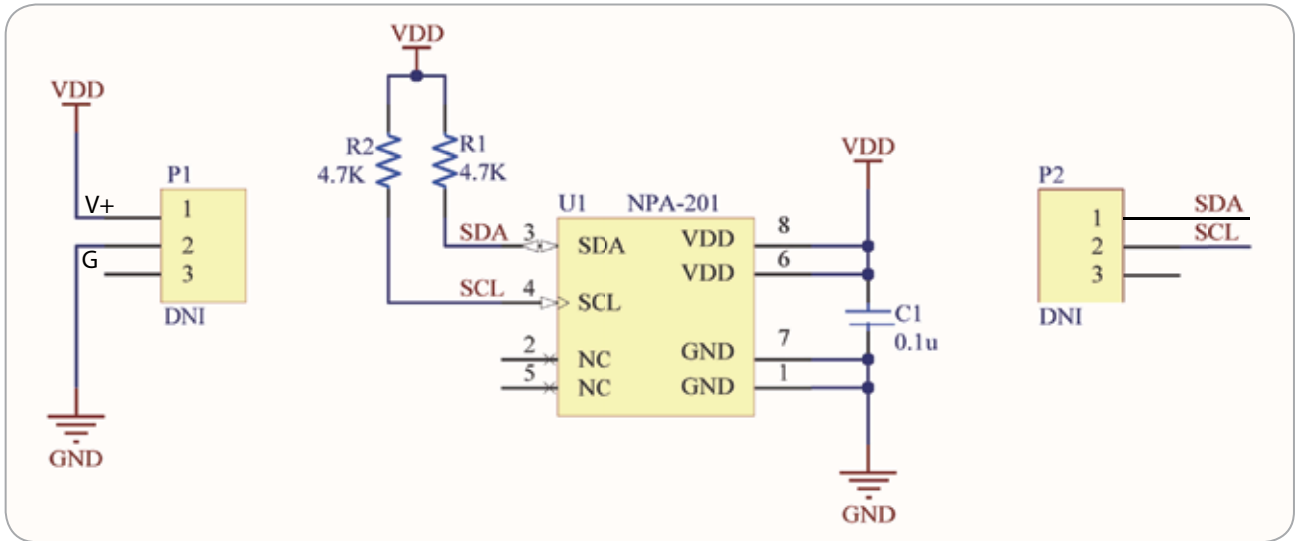 VDD
P1
V+
1
2
G
3
DNI
GND
VDD
R2
4.7K
R1
4.7K
U1 NPA-201
SDA 3 SDA
SCL 4 SCL
2 NC
5 NC
VDD 8
VDD 6
GND 7
GND 1
VDD
C1
0.1u
GND
P2
1 SDA
2 SCL
3
DNI